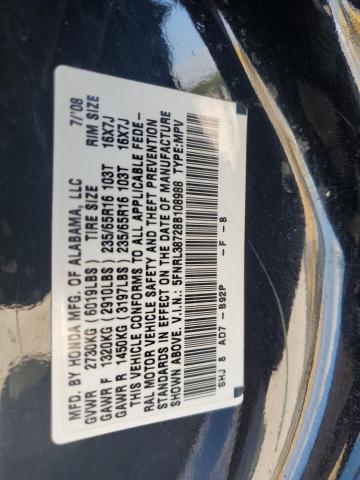 MFD. BY HONDA MFG. OF ALABAMA, LLC 7/'08
GVWR 2730KG (6019LBS) TIRE SIZE RIM SIZE
GAWR F 1320KG (2910LBS) 235/65R16 103T 16X7J
GAWR R 1450KG (3197LBS) 235/65R16 103T 16X7J
THIS VEHICLE CONFORMS TO ALL APPLICABLE FEDE-
RAL MOTOR VEHICLE SAFETY AND THEFT PREVENTION
STANDARDS IN EFFECT ON THE DATE OF MANUFACTURE
SHOWN ABOVE. V.I.N.: 5FNRL38728B108988 TYPE:MPV
SHJ 8 AD7 - B92P - F - B